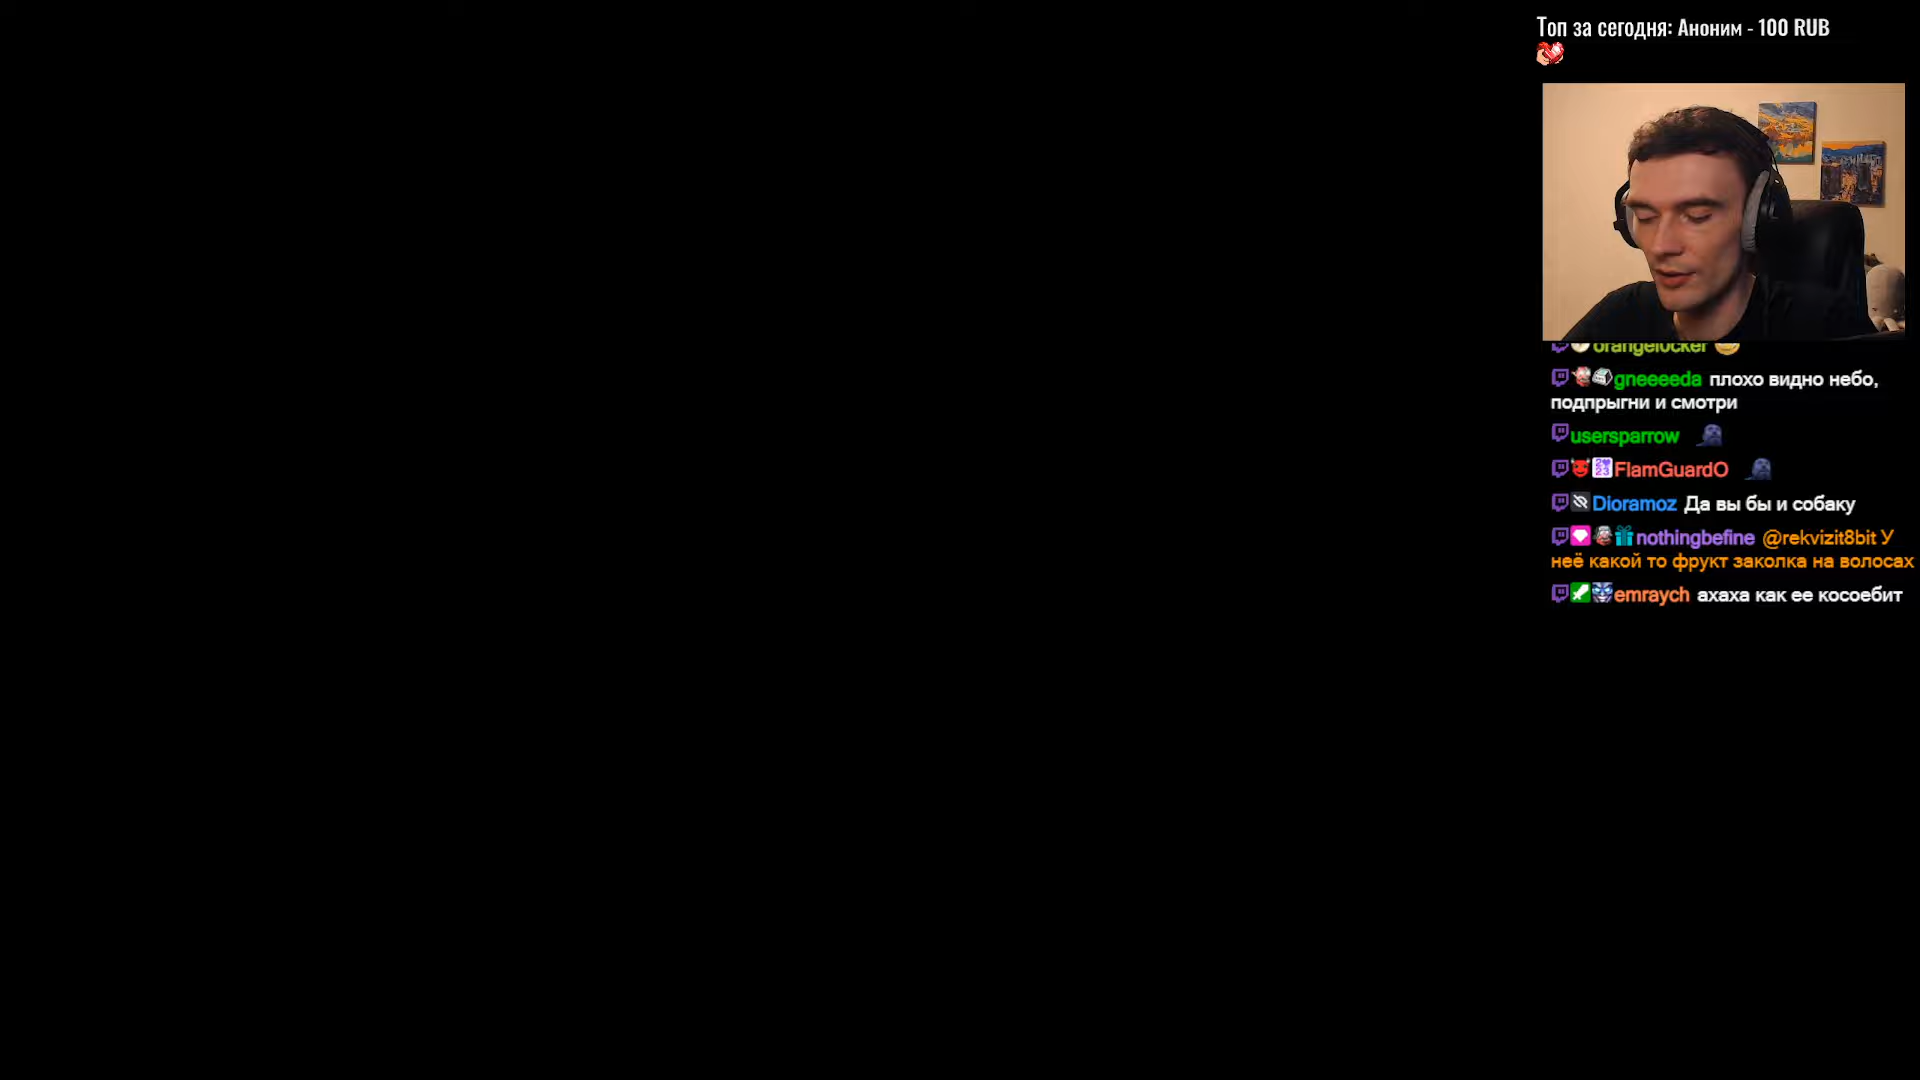 Топ за сегодня: Аноним - 100 RUB
orangelocker
gneeeeda плохо видно небо,
подпрыгни и смотри
usersparrow
FlamGuardO
Dioramoz Да вы бы и собаку
nothingbefine @rekvizit8bit У
неё какой то фрукт заколка на волосах
emraych ахаха как ее косоебит